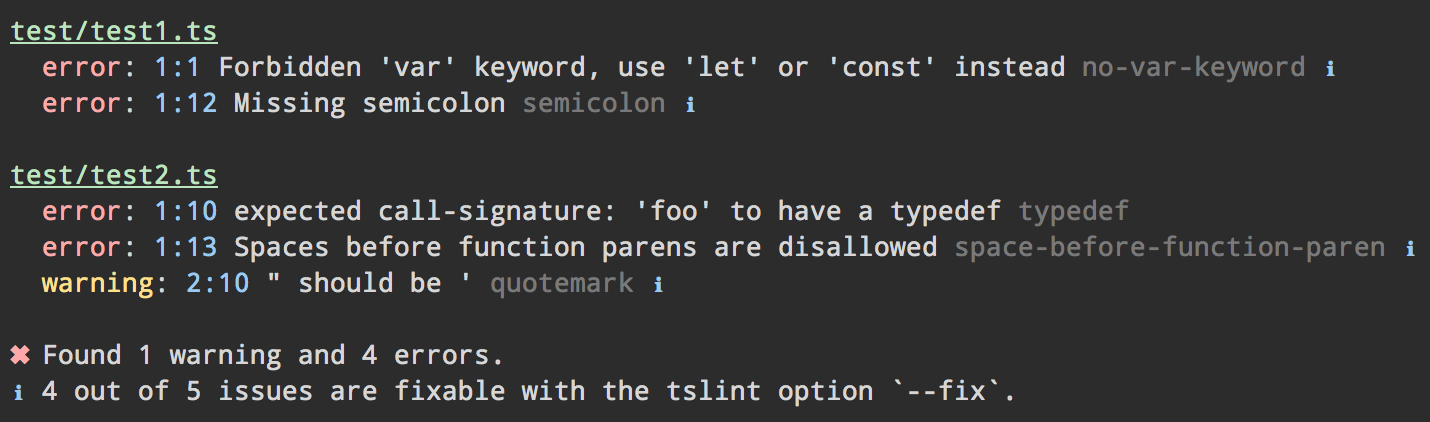 test/test1.ts
error: 1:1 Forbidden 'var' keyword, use 'let' or 'const' instead no-var-keyword ℹ
error: 1:12 Missing semicolon semicolon ℹ
test/test2.ts
error: 1:10 expected call-signature: 'foo' to have a typedef typedef
error: 1:13 Spaces before function parens are disallowed space-before-function-paren ℹ
warning: 2:10 " should be ' quotemark ℹ
✖ Found 1 warning and 4 errors.
ℹ 4 out of 5 issues are fixable with the tslint option `--fix`.